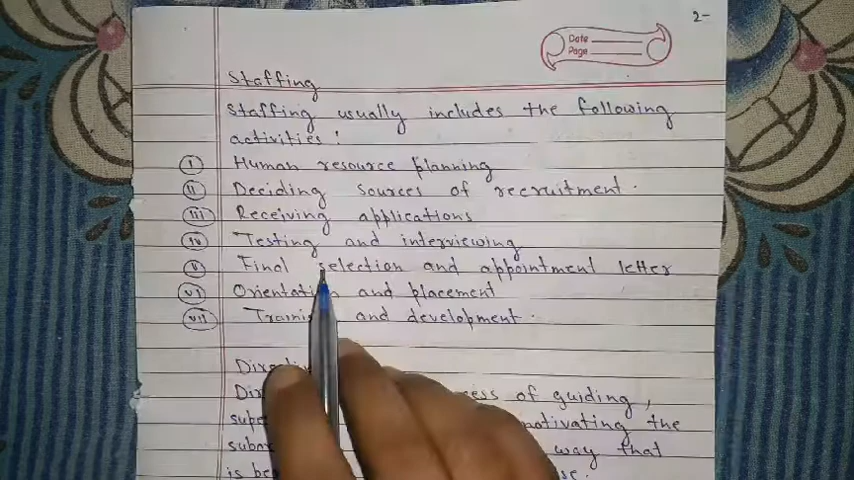 2-
Date
Page
Staffing
Staffing usually includes the following
activities :
(i) Human resource planning
(ii) Deciding sources of recruitment.
(iii) Receiving applications
(iv) Testing and interviewing
(v) Final selection and appointment letter
(vi) Orientation and placement
(vii) and development.
of guiding,
motivating the
way that
is